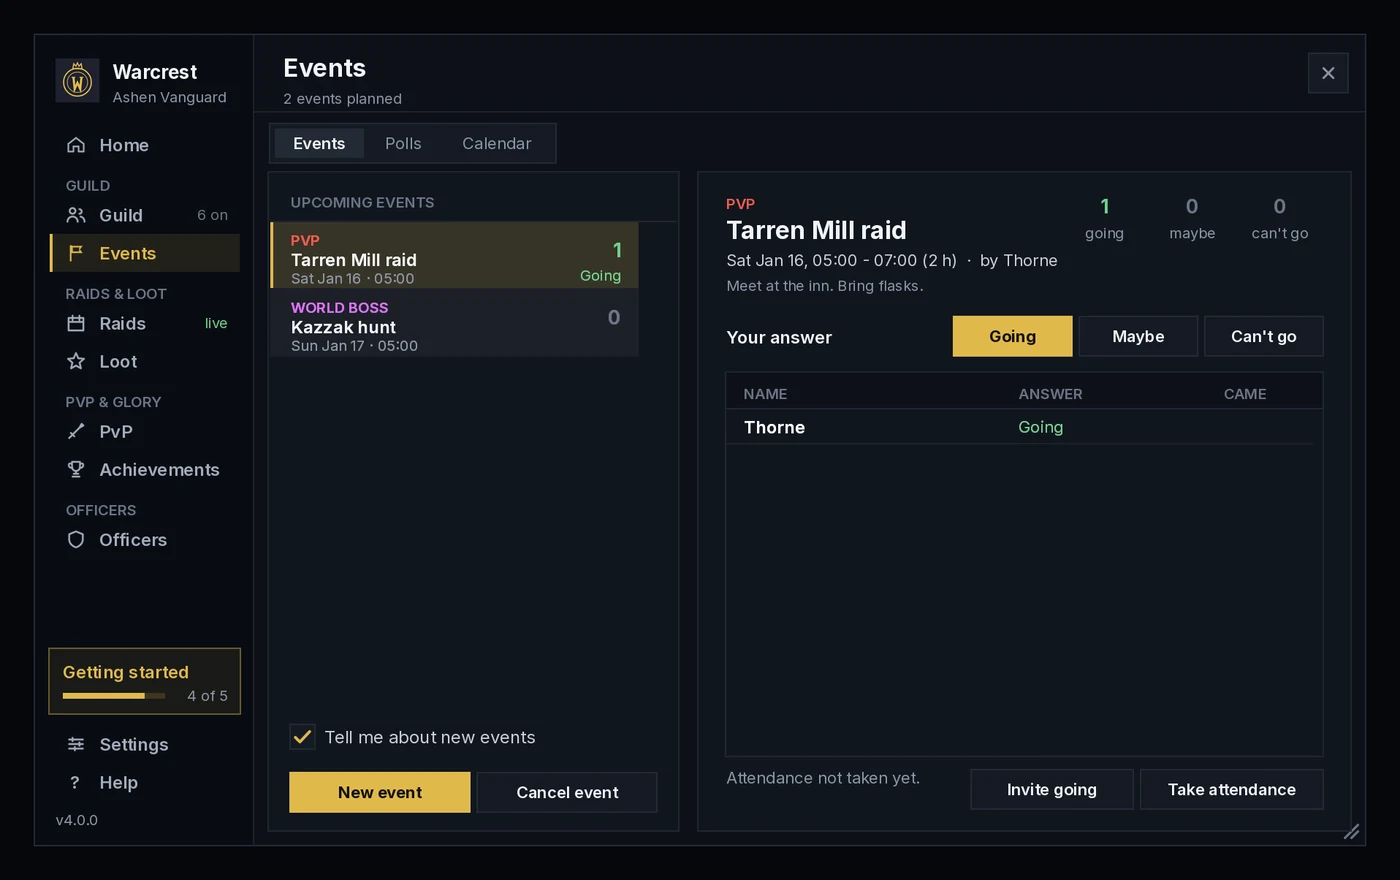 Warcrest
Ashen Vanguard
Home
GUILD
Guild 6 on
Events
RAIDS & LOOT
Raids live
Loot
PVP & GLORY
PvP
Achievements
OFFICERS
Officers
Getting started
4 of 5
Settings
? Help
v4.0.0
Events
2 events planned
Events Polls Calendar
UPCOMING EVENTS
PVP
Tarren Mill raid
Sat Jan 16 · 05:00
1
Going
WORLD BOSS
Kazzak hunt
Sun Jan 17 · 05:00
0
Tell me about new events
New event Cancel event
PVP
Tarren Mill raid
Sat Jan 16, 05:00 - 07:00 (2 h) · by Thorne
Meet at the inn. Bring flasks.
1 0 0
going maybe can't go
Your answer Going Maybe Can't go
NAME ANSWER CAME
Thorne Going
Attendance not taken yet. Invite going Take attendance